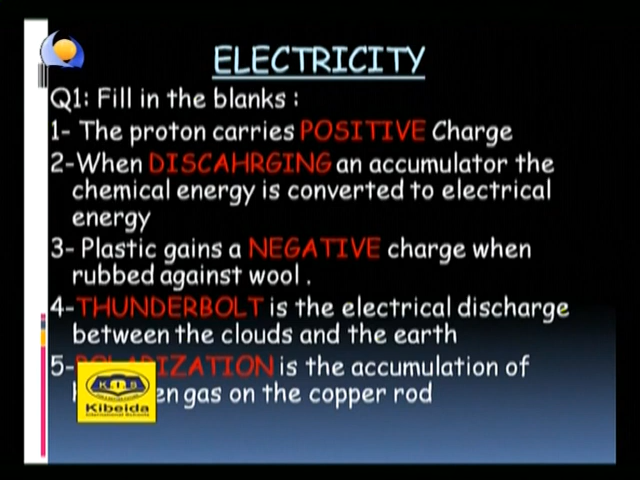 ELECTRICITY
Q1: Fill in the blanks :
1- The proton carries POSITIVE Charge
2-When DISCAHRGING an accumulator the
chemical energy is converted to electrical
energy
3- Plastic gains a NEGATIVE charge when
rubbed against wool .
4-THUNDERBOLT is the electrical discharge
between the clouds and the earth
5- is the accumulation of
gas on the copper rod
K I S
Kibeida
International Schools